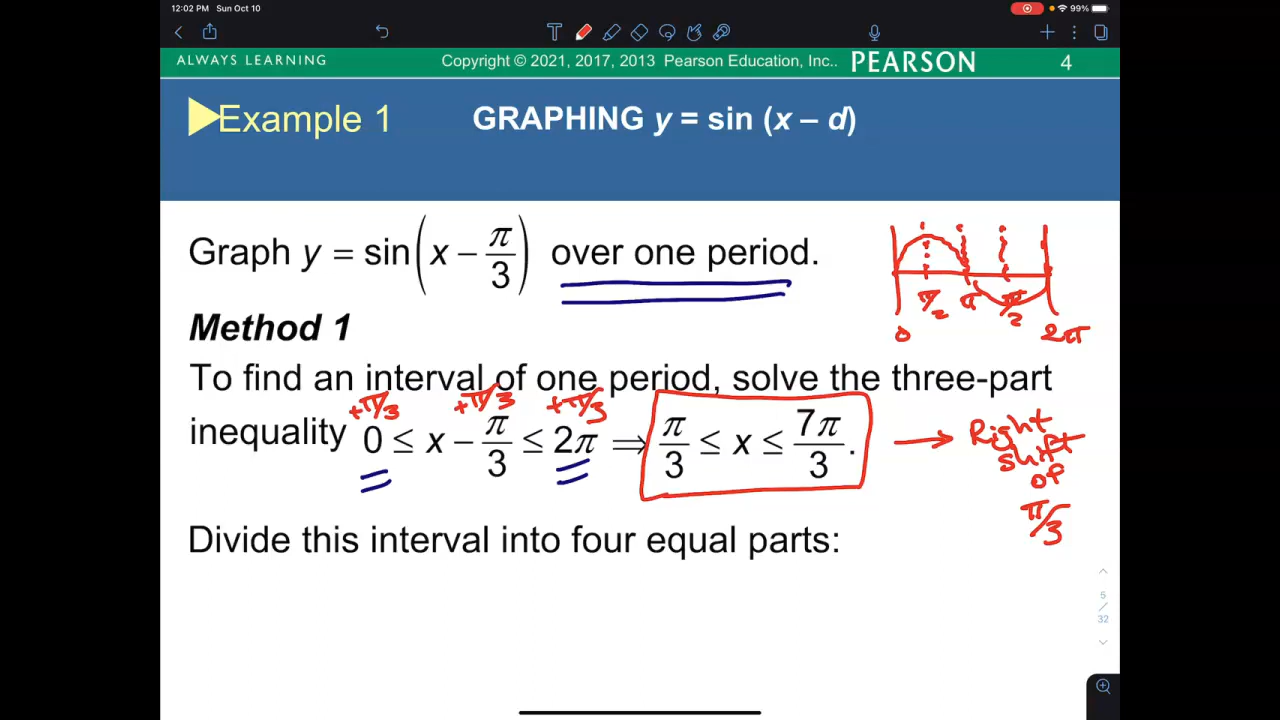 12:02 PM Sun Oct 10
99%
ALWAYS LEARNING Copyright © 2021, 2017, 2013 Pearson Education, Inc.. PEARSON 4
Example 1 GRAPHING y = sin (x – d)
Graph y = sin(x − π/3) over one period.
0 π/2 π π/2 2π
Method 1
To find an interval of one period, solve the three-part
+π/3 +π/3 +π/3
inequality 0 ≤ x − π/3 ≤ 2π ⇒ π/3 ≤ x ≤ 7π/3.
→ Right
shift
of
π/3
Divide this interval into four equal parts:
5
/
32